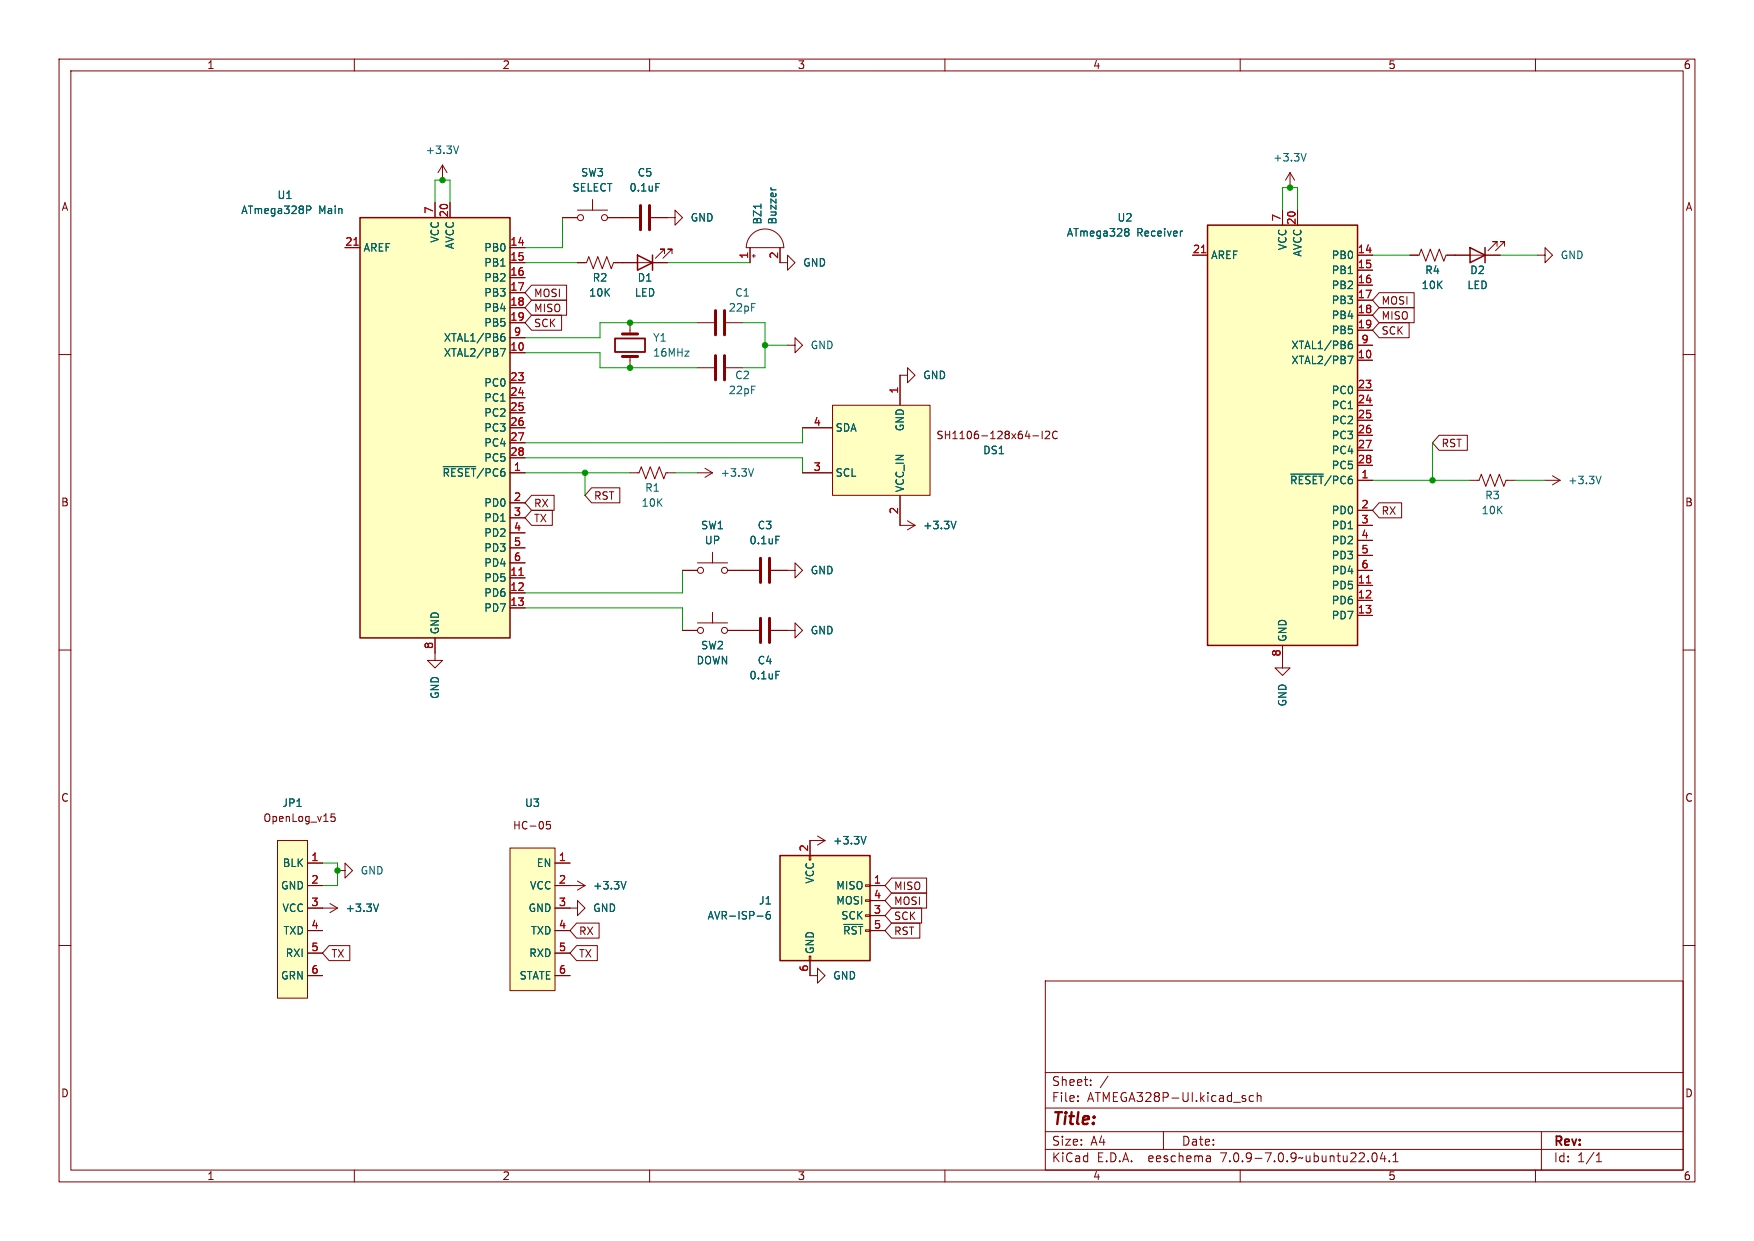 1 2 3 4 5 6
A A
B B
C C
D D
+3.3V
U1
ATmega328P Main
7 20
VCC AVCC
21 AREF
PB0 14
PB1 15
PB2 16
PB3 17 MOSI
PB4 18 MISO
PB5 19 SCK
XTAL1/PB6 9
XTAL2/PB7 10
PC0 23
PC1 24
PC2 25
PC3 26
PC4 27
PC5 28
RESET/PC6 1
PD0 2 RX
PD1 3 TX
PD2 4
PD3 5
PD4 6
PD5 11
PD6 12
PD7 13
GND
8
GND
SW3
SELECT
C5
0.1uF
GND
R2
10K
D1
LED
BZ1
Buzzer
1 + 2
GND
C1
22pF
Y1
16MHz
GND
C2
22pF
RST
R1
10K
+3.3V
GND
1
GND
4 SDA
3 SCL
VCC_IN
2
+3.3V
SH1106-128x64-I2C
DS1
SW1
UP
C3
0.1uF
GND
SW2
DOWN
C4
0.1uF
GND
+3.3V
U2
ATmega328 Receiver
7 20
VCC AVCC
21 AREF
PB0 14
PB1 15
PB2 16
PB3 17 MOSI
PB4 18 MISO
PB5 19 SCK
XTAL1/PB6 9
XTAL2/PB7 10
PC0 23
PC1 24
PC2 25
PC3 26
PC4 27
PC5 28
RESET/PC6 1
PD0 2 RX
PD1 3
PD2 4
PD3 5
PD4 6
PD5 11
PD6 12
PD7 13
GND
8
GND
R4
10K
D2
LED
GND
RST
R3
10K
+3.3V
JP1
OpenLog_v15
BLK 1
GND 2
GND
VCC 3 +3.3V
TXD 4
RXI 5 TX
GRN 6
U3
HC-05
EN 1
VCC 2 +3.3V
GND 3 GND
TXD 4 RX
RXD 5 TX
STATE 6
J1
AVR-ISP-6
2 +3.3V
VCC
MISO 1 MISO
MOSI 4 MOSI
SCK 3 SCK
RST 5 RST
GND
6 GND
Sheet: /
File: ATMEGA328P-UI.kicad_sch
Title:
Size: A4 Date: Rev:
KiCad E.D.A. eeschema 7.0.9-7.0.9~ubuntu22.04.1 Id: 1/1
1 2 3 4 5 6